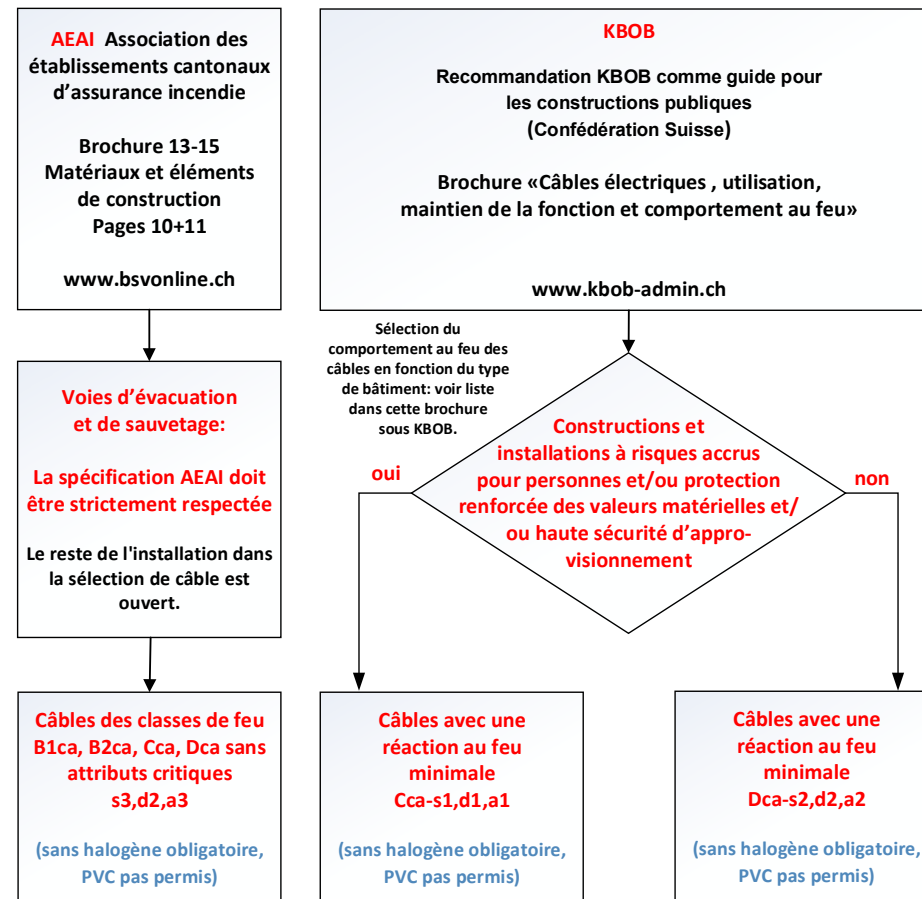 AEAI Association des
établissements cantonaux
d'assurance incendie
Brochure 13-15
Matériaux et éléments
de construction
Pages 10+11
www.bsvonline.ch
Voies d'évacuation
et de sauvetage:
La spécification AEAI doit
être strictement respectée
Le reste de l'installation dans
la sélection de câble est
ouvert.
Câbles des classes de feu
B1ca, B2ca, Cca, Dca sans
attributs critiques
s3,d2,a3
(sans halogène obligatoire,
PVC pas permis)
KBOB
Recommandation KBOB comme guide pour
les constructions publiques
(Confédération Suisse)
Brochure «Câbles électriques , utilisation,
maintien de la fonction et comportement au feu»
www.kbob-admin.ch
Sélection du
comportement au feu des
câbles en fonction du type
de bâtiment: voir liste
dans cette brochure
sous KBOB.
Constructions et
installations à risques accrus
pour personnes et/ou protection
renforcée des valeurs matérielles et/
ou haute sécurité d'appro-
visionnement
oui
non
Câbles avec une
réaction au feu
minimale
Cca-s1,d1,a1
(sans halogène obligatoire,
PVC pas permis)
Câbles avec une
réaction au feu
minimale
Dca-s2,d2,a2
(sans halogène obligatoire,
PVC pas permis)